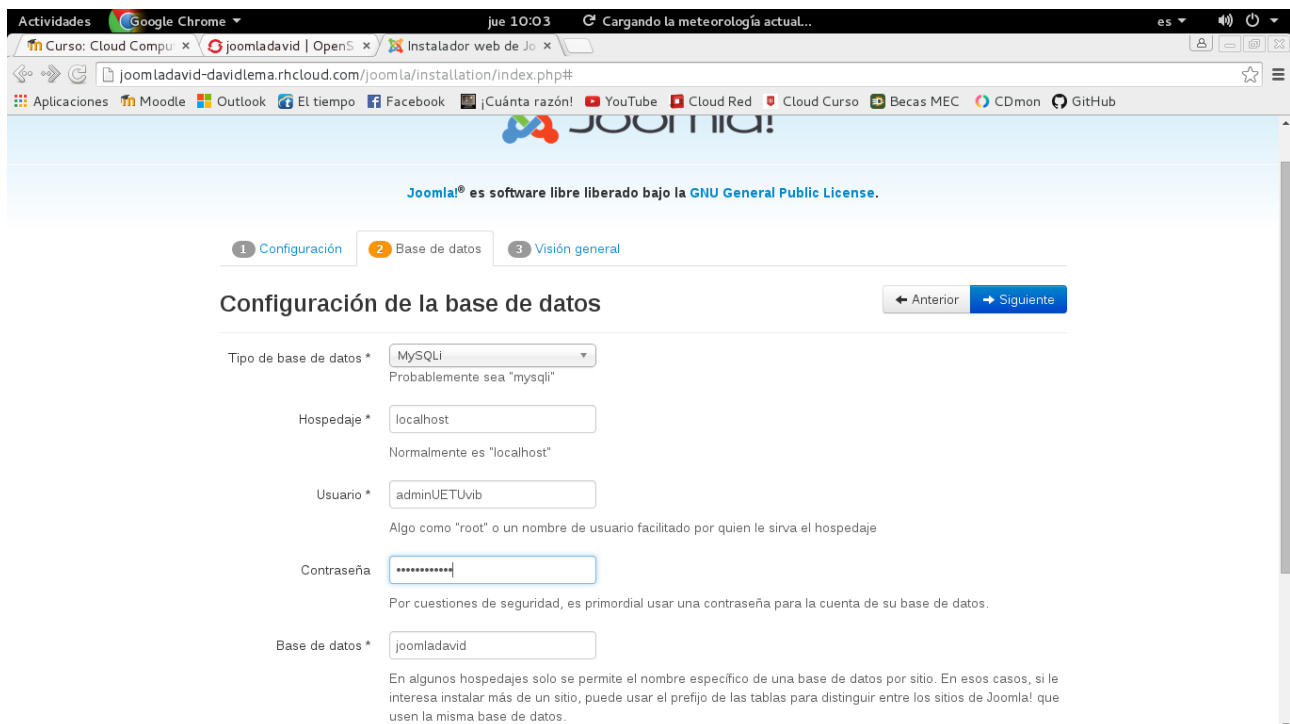 Actividades Google Chrome jue 10:03 Cargando la meteorología actual... es
Curso: Cloud Compu joomladavid | OpenS Instalador web de Jo
joomladavid-davidlema.rhcloud.com/joomla/installation/index.php#
Aplicaciones Moodle Outlook El tiempo Facebook ¡Cuánta razón! YouTube Cloud Red Cloud Curso Becas MEC CDmon GitHub
Joomla!
Joomla!® es software libre liberado bajo la GNU General Public License.
1 Configuración 2 Base de datos 3 Visión general
Configuración de la base de datos Anterior Siguiente
Tipo de base de datos * MySQLi
Probablemente sea "mysqli"
Hospedaje * localhost
Normalmente es "localhost"
Usuario * adminUETUvib
Algo como "root" o un nombre de usuario facilitado por quien le sirva el hospedaje
Contraseña ••••••••••••
Por cuestiones de seguridad, es primordial usar una contraseña para la cuenta de su base de datos.
Base de datos * joomladavid
En algunos hospedajes solo se permite el nombre específico de una base de datos por sitio. En esos casos, si le
interesa instalar más de un sitio, puede usar el prefijo de las tablas para distinguir entre los sitios de Joomla! que
usen la misma base de datos.